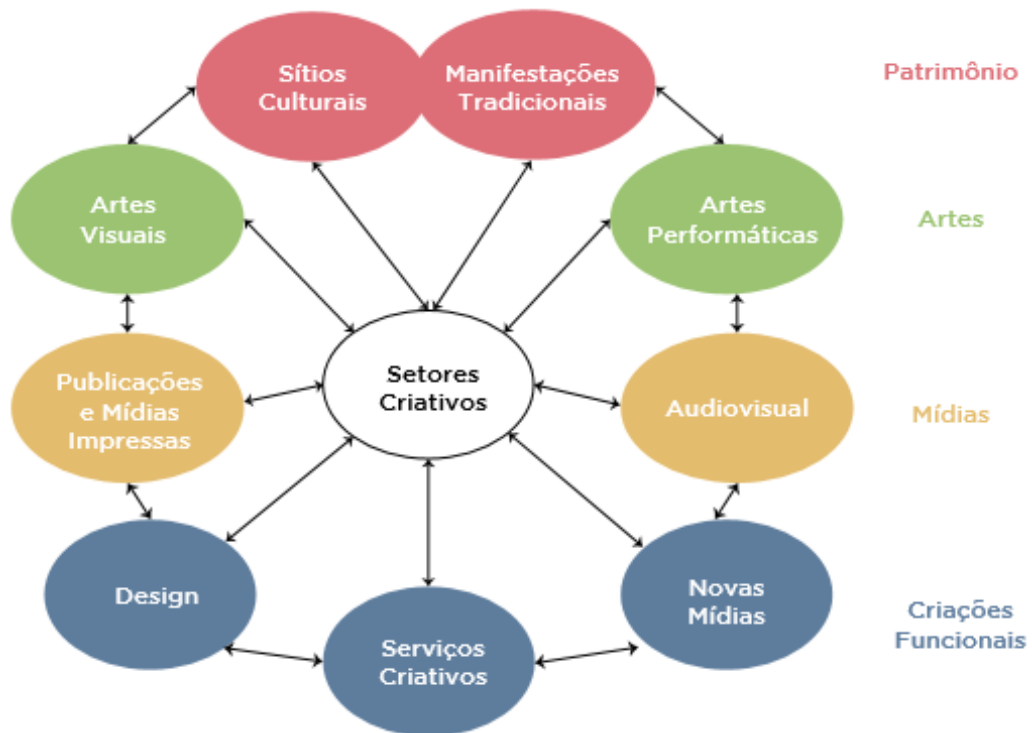 Sítios
Culturais
Manifestações
Tradicionais
Patrimônio
Artes
Visuais
Artes
Performáticas
Artes
Publicações
e Mídias
Impressas
Setores
Criativos
Audiovisual
Mídias
Design
Serviços
Criativos
Novas
Mídias
Criações
Funcionais